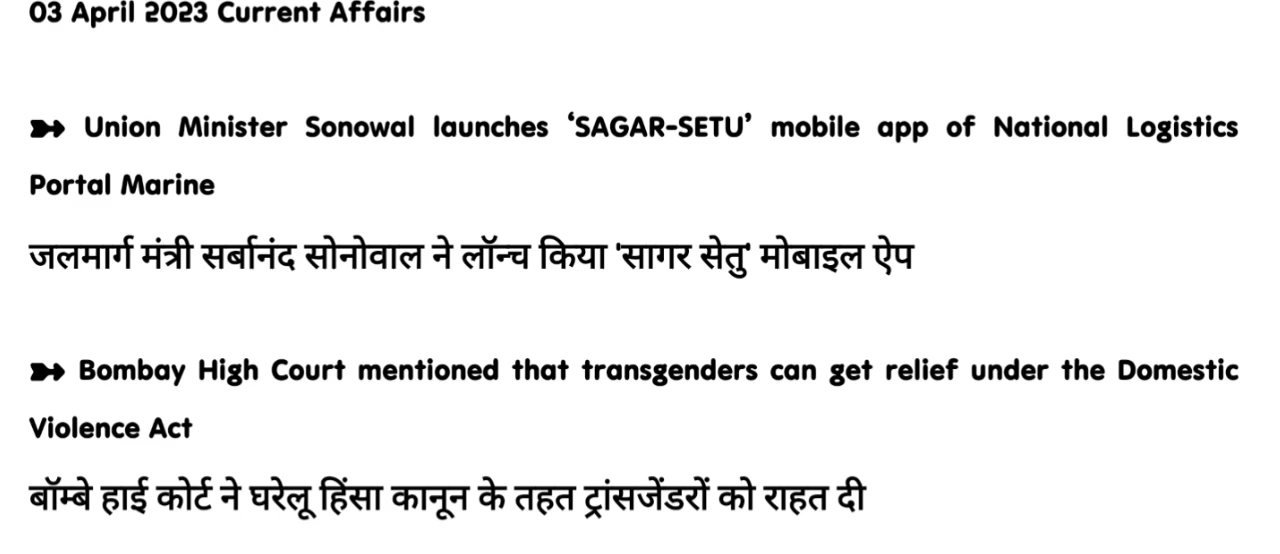 03 April 2023 Current Affairs
➽ Union Minister Sonowal launches ‘SAGAR-SETU’ mobile app of National Logistics
Portal Marine
जलमार्ग मंत्री सर्बानंद सोनोवाल ने लॉन्च किया 'सागर सेतु' मोबाइल ऐप
➽ Bombay High Court mentioned that transgenders can get relief under the Domestic
Violence Act
बॉम्बे हाई कोर्ट ने घरेलू हिंसा कानून के तहत ट्रांसजेंडरों को राहत दी